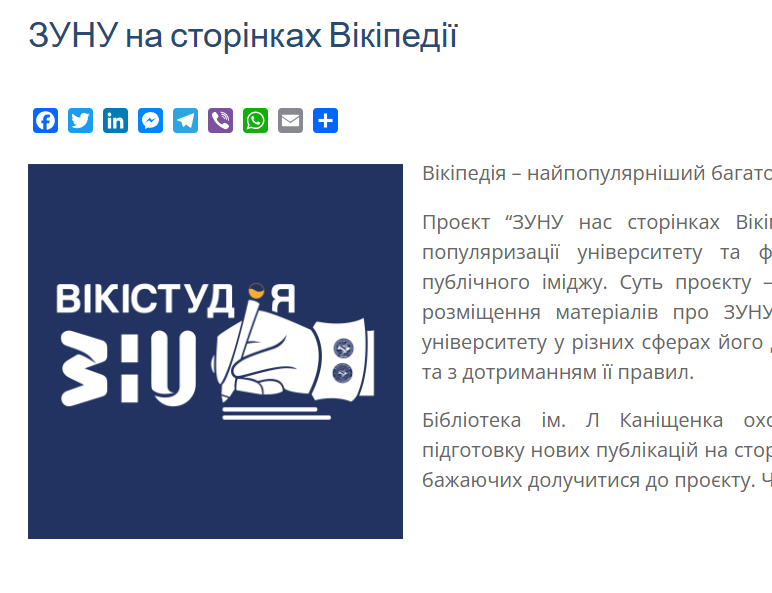 ЗУНУ на сторінках Вікіпедії
in
ВІКІСТУДІЯ
ЗУНУ
Вікіпедія – найпопулярніший багато
Проєкт “ЗУНУ нас сторінках Вікі
популяризації університету та ф
публічного іміджу. Суть проєкту –
розміщення матеріалів про ЗУНУ
університету у різних сферах його
та з дотриманням її правил.
Бібліотека ім. Л Каніщенка охо
підготовку нових публікацій на стор
бажаючих долучитися до проєкту. Ч